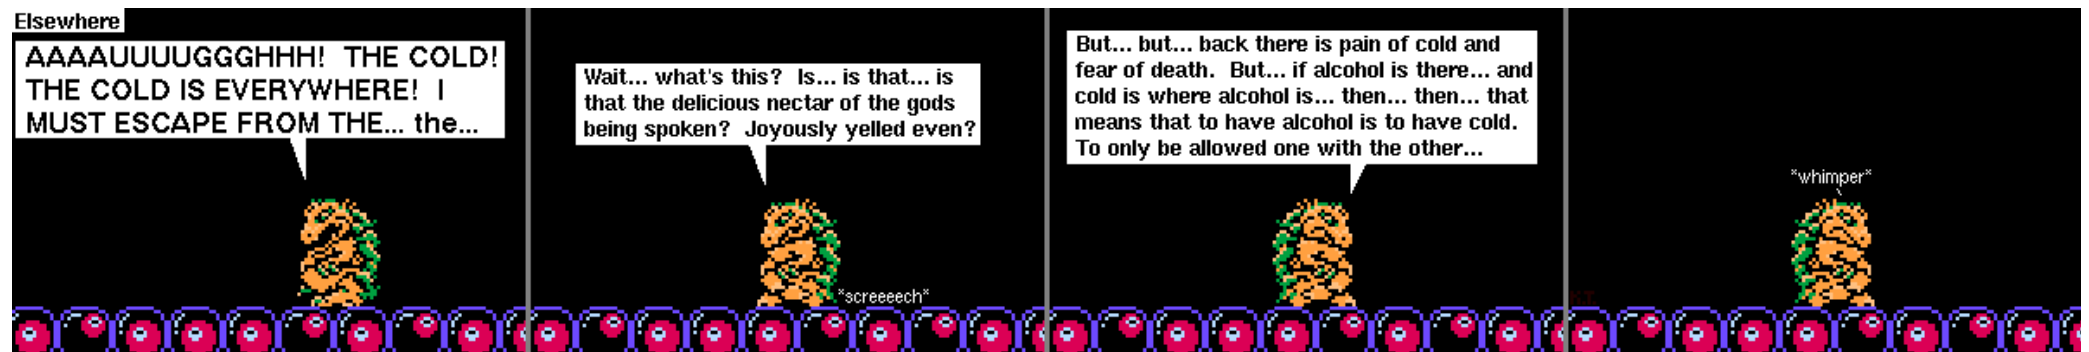 Elsewhere
AAAAUUUUGGGHHH! THE COLD!
THE COLD IS EVERYWHERE! I
MUST ESCAPE FROM THE... the...
Wait... what's this? Is... is that... is
that the delicious nectar of the gods
being spoken? Joyously yelled even?
*screeeech*
But... but... back there is pain of cold and
fear of death. But... if alcohol is there... and
cold is where alcohol is... then... then... that
means that to have alcohol is to have cold.
To only be allowed one with the other...
*whimper*